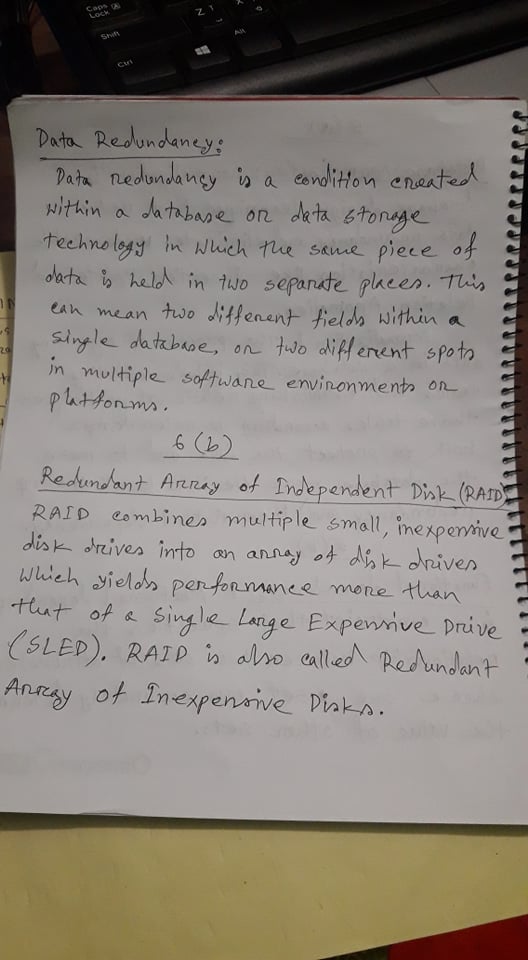 Caps
Lock
Z
Shift
Alt
Ctrl
Data Redundancy:
Data redundancy is a condition created
within a database or data storage
technology in which the same piece of
data is held in two separate places. This
can mean two different fields within a
single database, or two different spots
in multiple software environments or
platforms.
6 (b)
Redundant Array of Independent Disk (RAID)
RAID combines multiple small, inexpensive
disk drives into an array of disk drives
which yields performance more than
that of a Single Large Expensive Drive
(SLED). RAID is also called Redundant
Array of Inexpensive Disks.